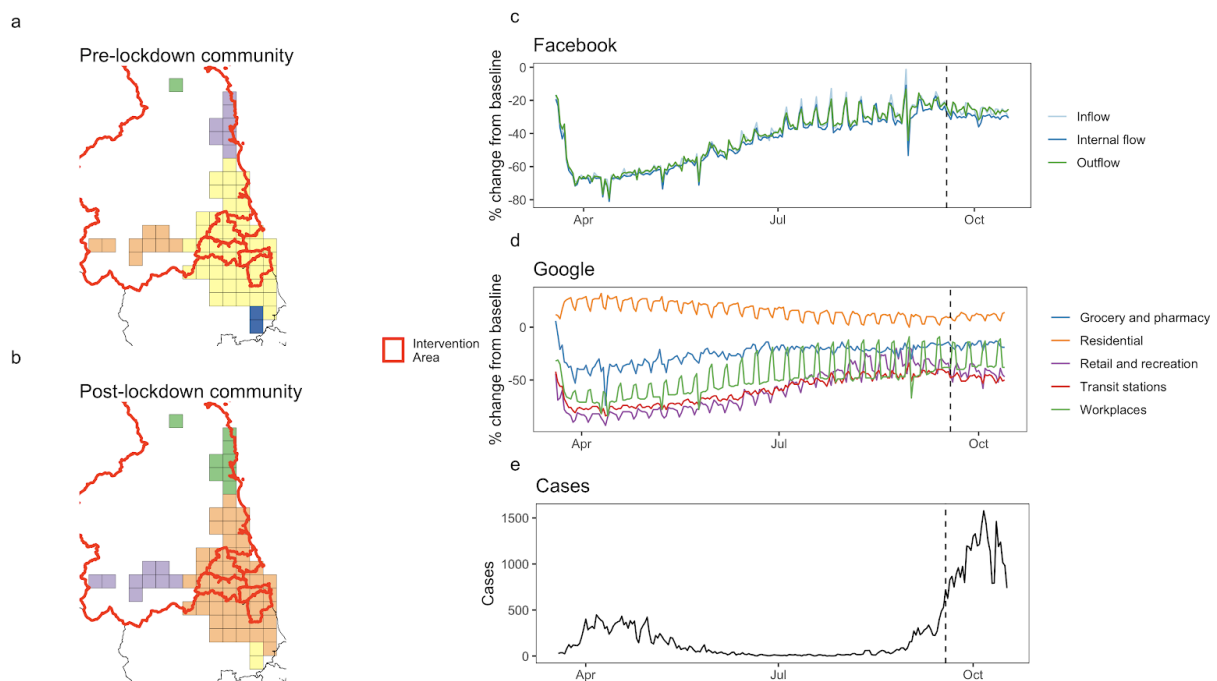 a
Pre-lockdown community
b
Post-lockdown community
Intervention
Area
c
Facebook
% change from baseline
0
-20
-40
-60
-80
Apr
Jul
Oct
Inflow
Internal flow
Outflow
d
Google
% change from baseline
0
-50
Apr
Jul
Oct
Grocery and pharmacy
Residential
Retail and recreation
Transit stations
Workplaces
e
Cases
Cases
1500
1000
500
0
Apr
Jul
Oct